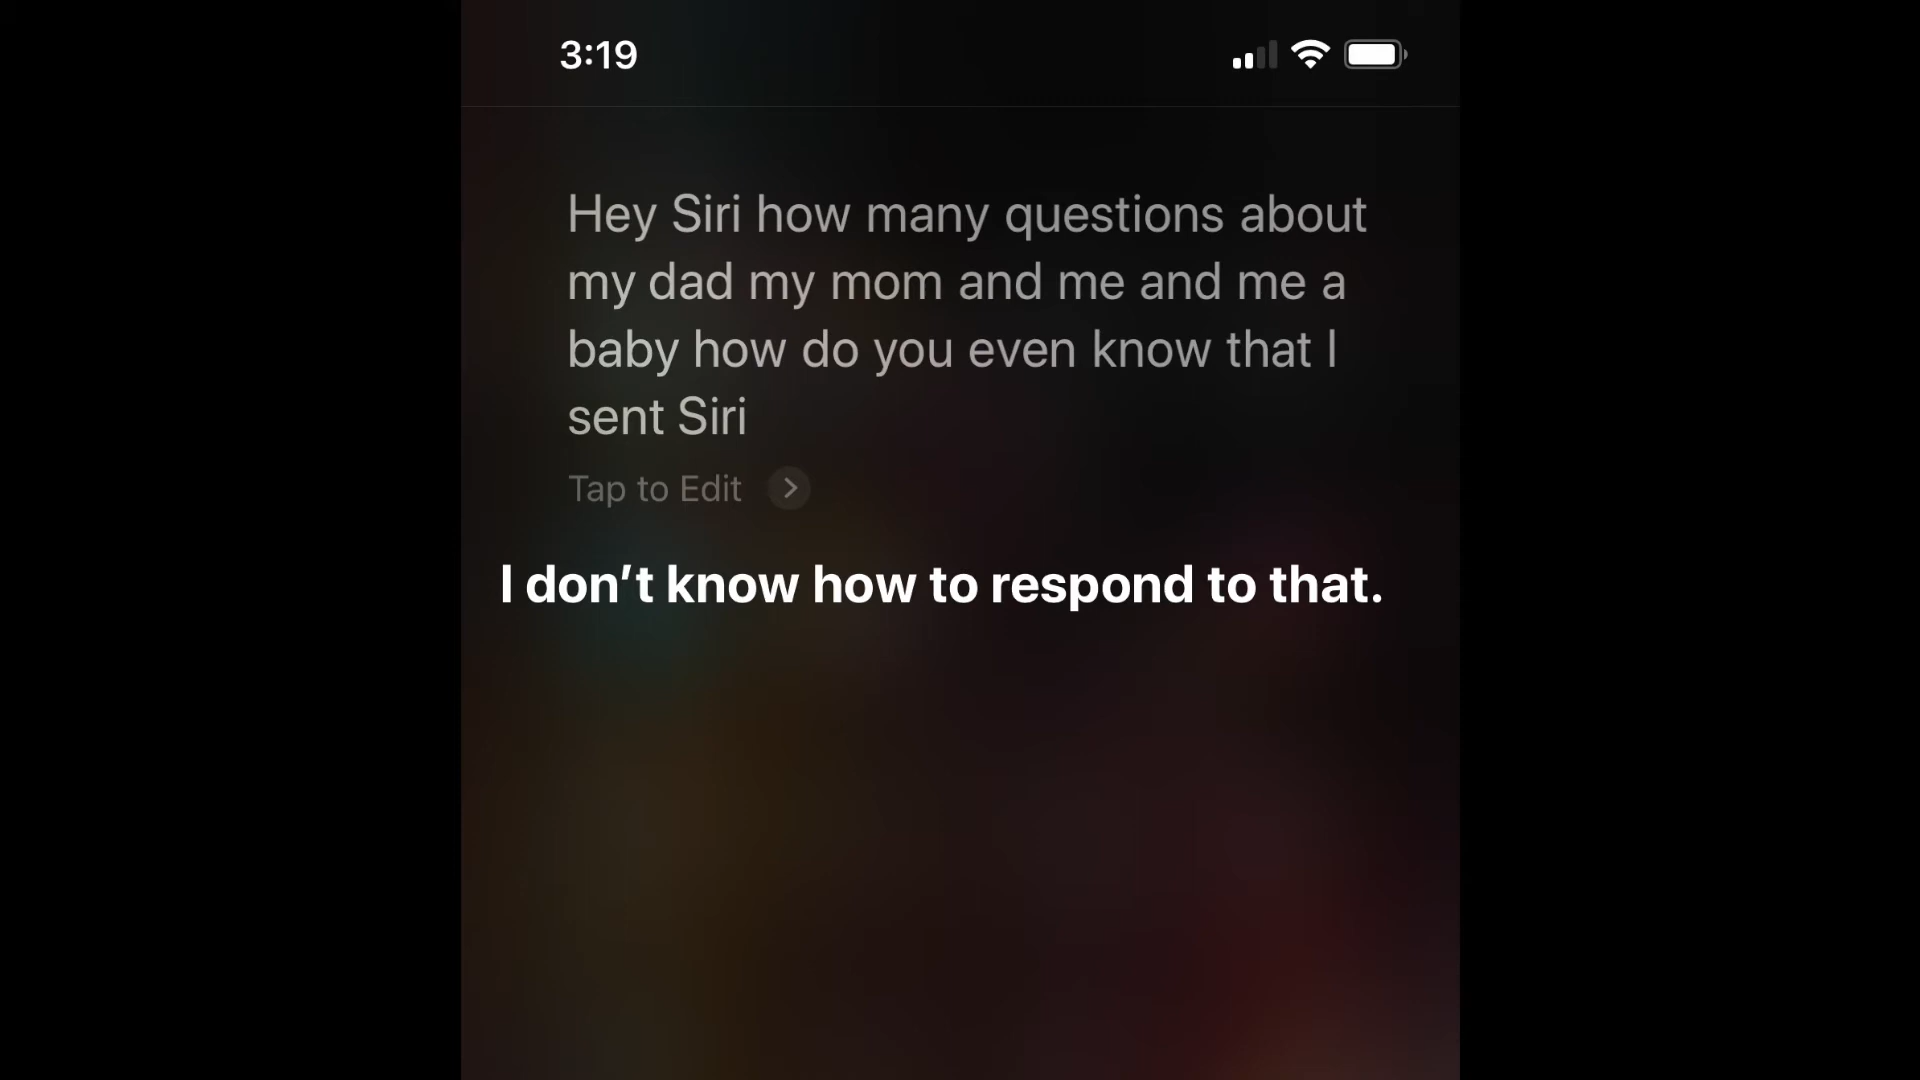 3:19
Hey Siri how many questions about
my dad my mom and me and me a
baby how do you even know that I
sent Siri
Tap to Edit
I don’t know how to respond to that.